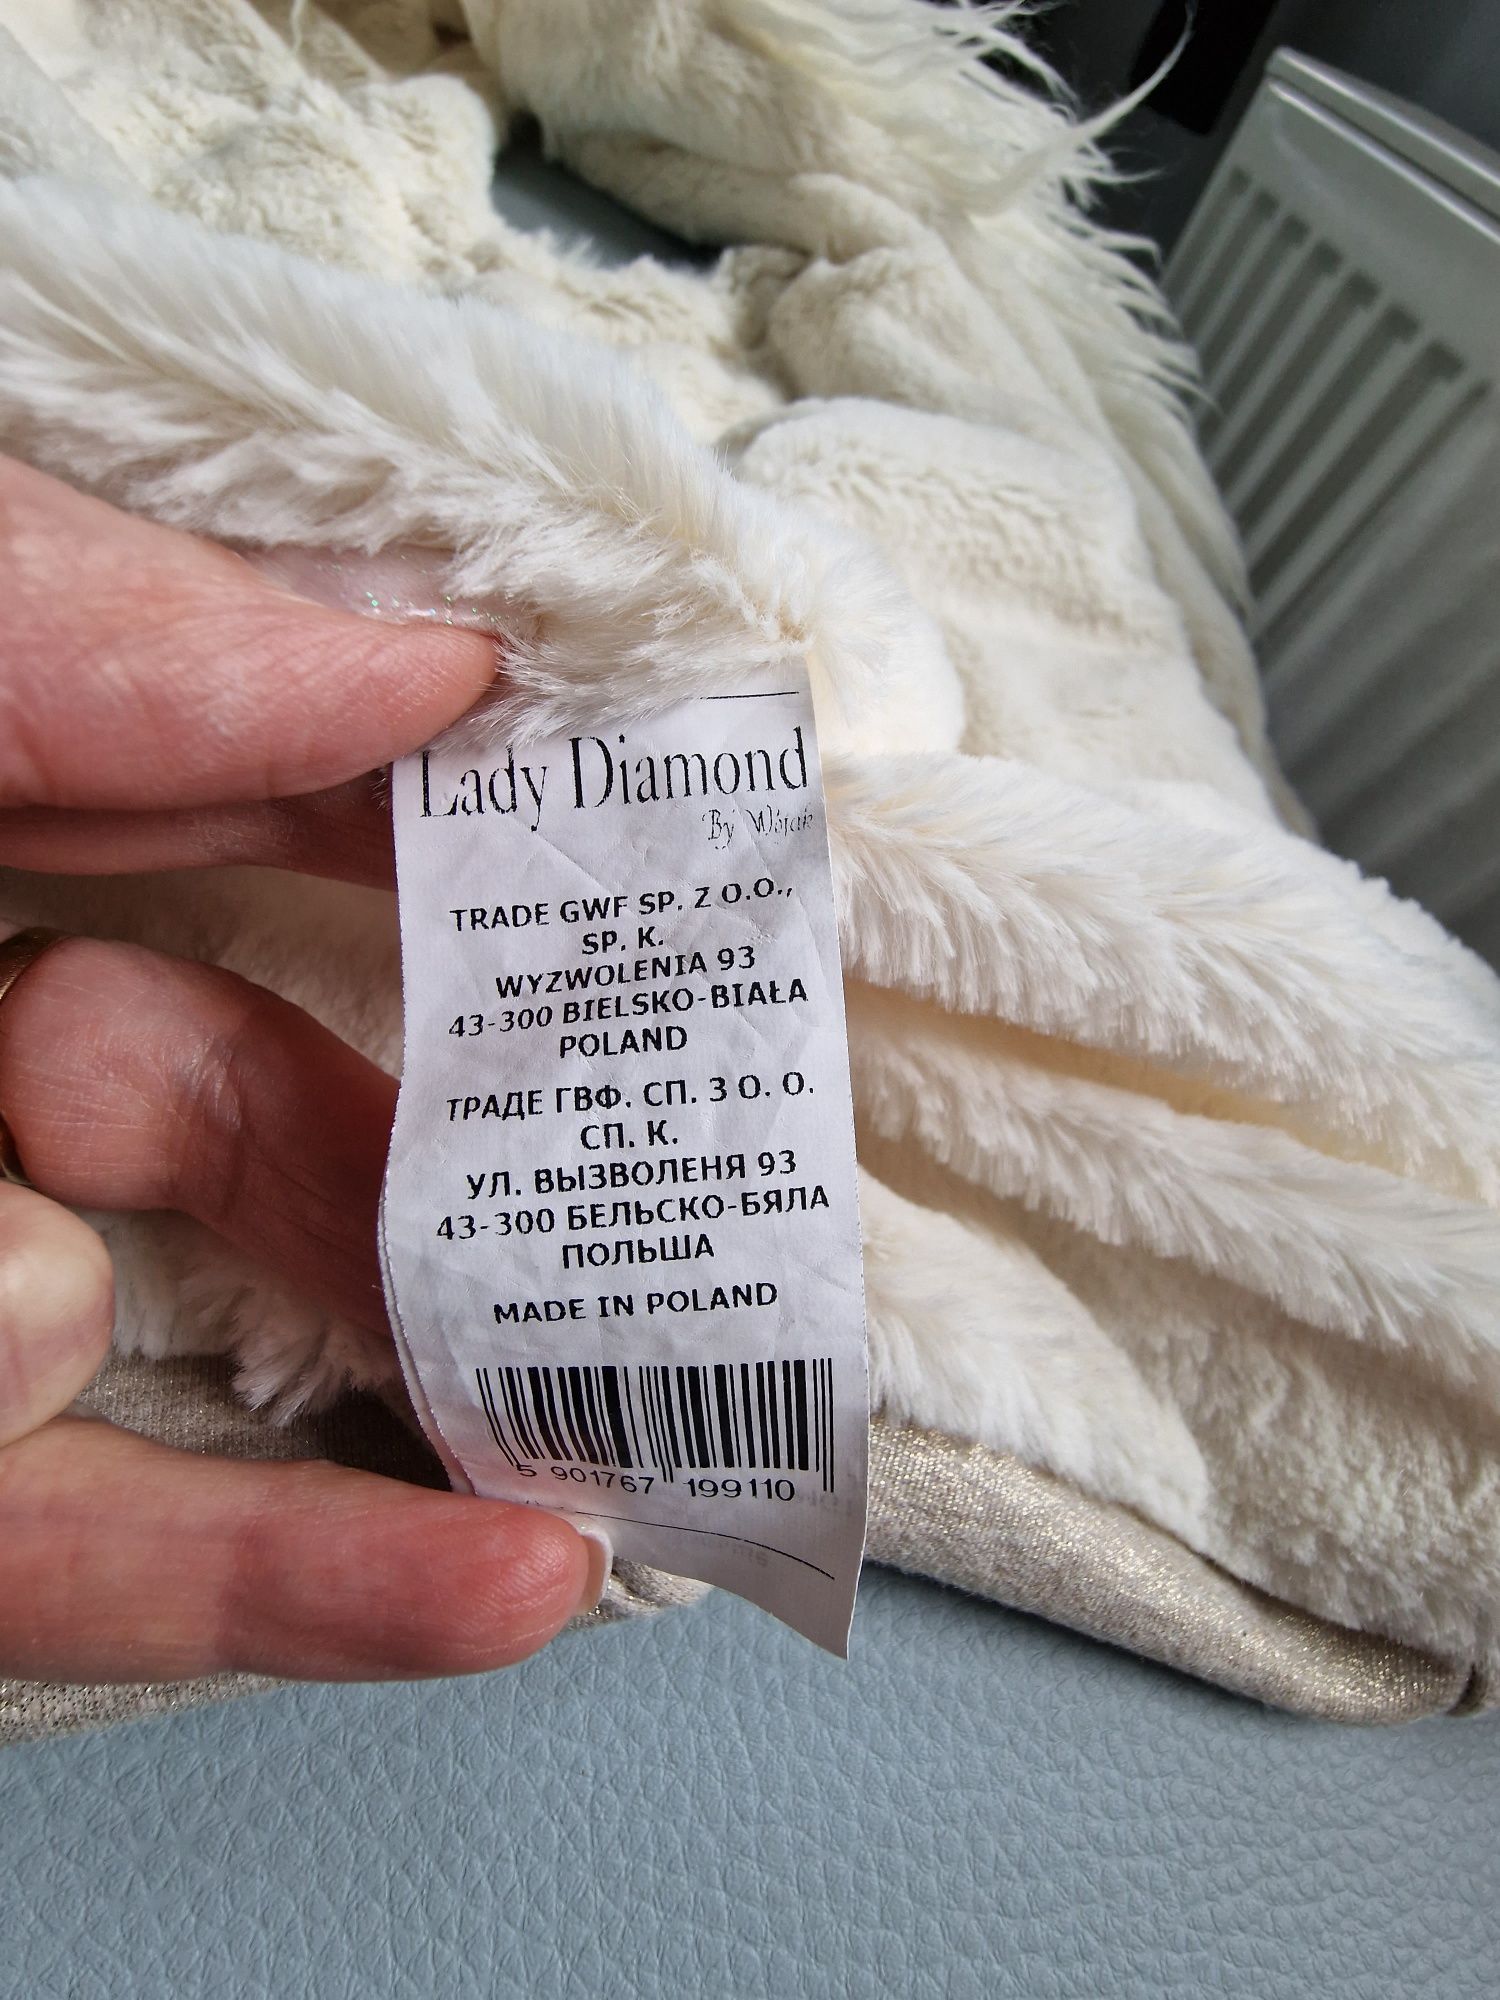 Lady Diamond
By Wójcik
TRADE GWF SP. Z O.O.,
SP. K.
WYZWOLENIA 93
43-300 BIELSKO-BIAŁA
POLAND
ТРАДЕ ГВФ. СП. З О. О.
СП. К.
УЛ. ВЫЗВОЛЕНЯ 93
43-300 БЕЛЬСКО-БЯЛА
ПОЛЬША
MADE IN POLAND
5 901767 199110